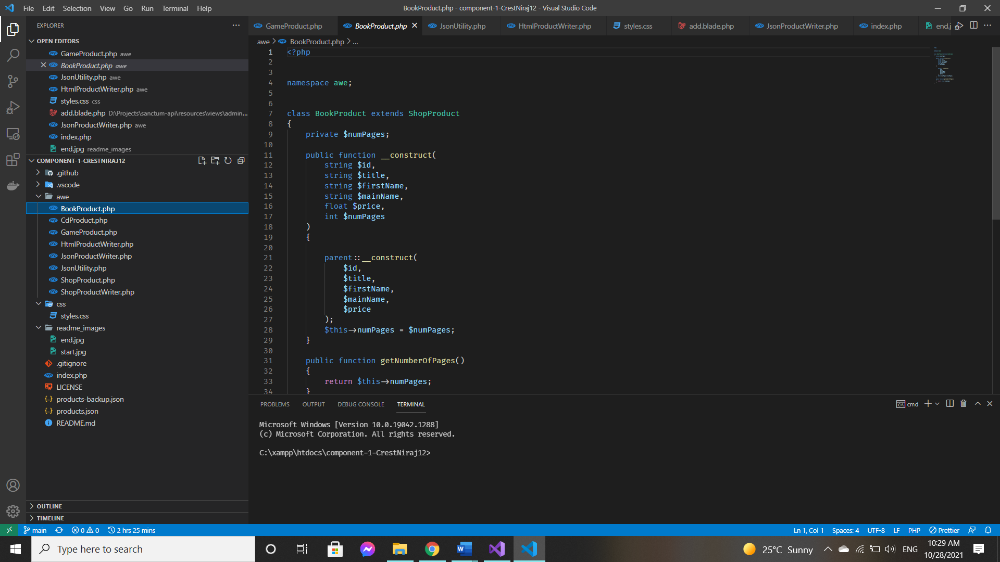 File Edit Selection View Go Run Terminal Help
BookProduct.php - component-1-CrestNiraj12 - Visual Studio Code
EXPLORER
OPEN EDITORS
GameProduct.php awe
BookProduct.php awe
JsonUtility.php awe
HtmlProductWriter.php awe
styles.css css
add.blade.php D:\Projects\sanctum-api\resources\views\admin...
JsonProductWriter.php awe
index.php
end.jpg readme_images
COMPONENT-1-CRESTNIRAJ12
.github
.vscode
awe
BookProduct.php
CdProduct.php
GameProduct.php
HtmlProductWriter.php
JsonProductWriter.php
JsonUtility.php
ShopProduct.php
ShopProductWriter.php
css
styles.css
readme_images
end.jpg
start.jpg
.gitignore
index.php
LICENSE
products-backup.json
products.json
README.md
OUTLINE
TIMELINE
GameProduct.php BookProduct.php JsonUtility.php HtmlProductWriter.php styles.css add.blade.php JsonProductWriter.php index.php end.j
awe > BookProduct.php > ...
1 <?php
2
3
4 namespace awe;
5
6
7 class BookProduct extends ShopProduct
8 {
9 private $numPages;
10
11 public function __construct(
12 string $id,
13 string $title,
14 string $firstName,
15 string $mainName,
16 float $price,
17 int $numPages
18 )
19 {
20
21 parent::__construct(
22 $id,
23 $title,
24 $firstName,
25 $mainName,
26 $price
27 );
28 $this->numPages = $numPages;
29 }
30
31 public function getNumberOfPages()
32 {
33 return $this->numPages;
34 }
PROBLEMS OUTPUT DEBUG CONSOLE TERMINAL
cmd
Microsoft Windows [Version 10.0.19042.1288]
(c) Microsoft Corporation. All rights reserved.
C:\xampp\htdocs\component-1-CrestNiraj12>
main 0 0 2 hrs 25 mins
Ln 1, Col 1 Spaces: 4 UTF-8 LF PHP Prettier
Type here to search
25°C Sunny
ENG
10:29 AM
10/28/2021